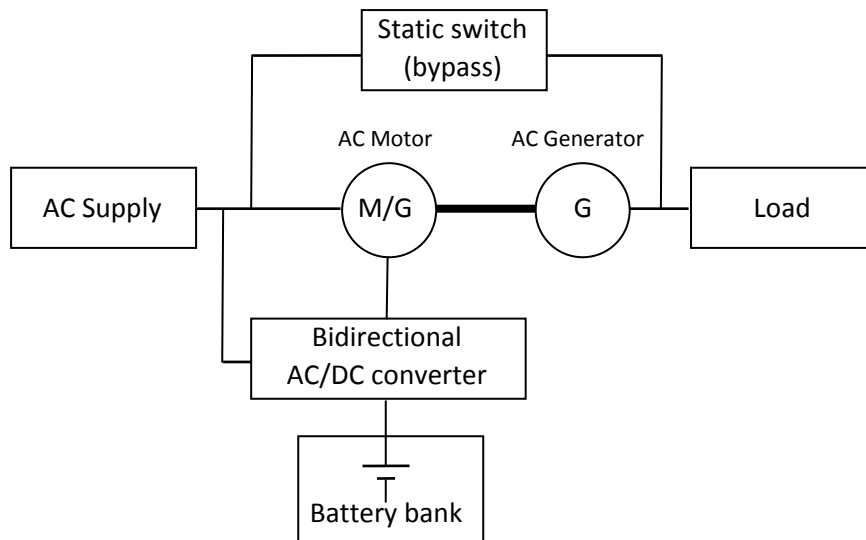 Static switch
(bypass)
AC Motor
AC Generator
AC Supply
M/G
G
Load
Bidirectional
AC/DC converter
Battery bank